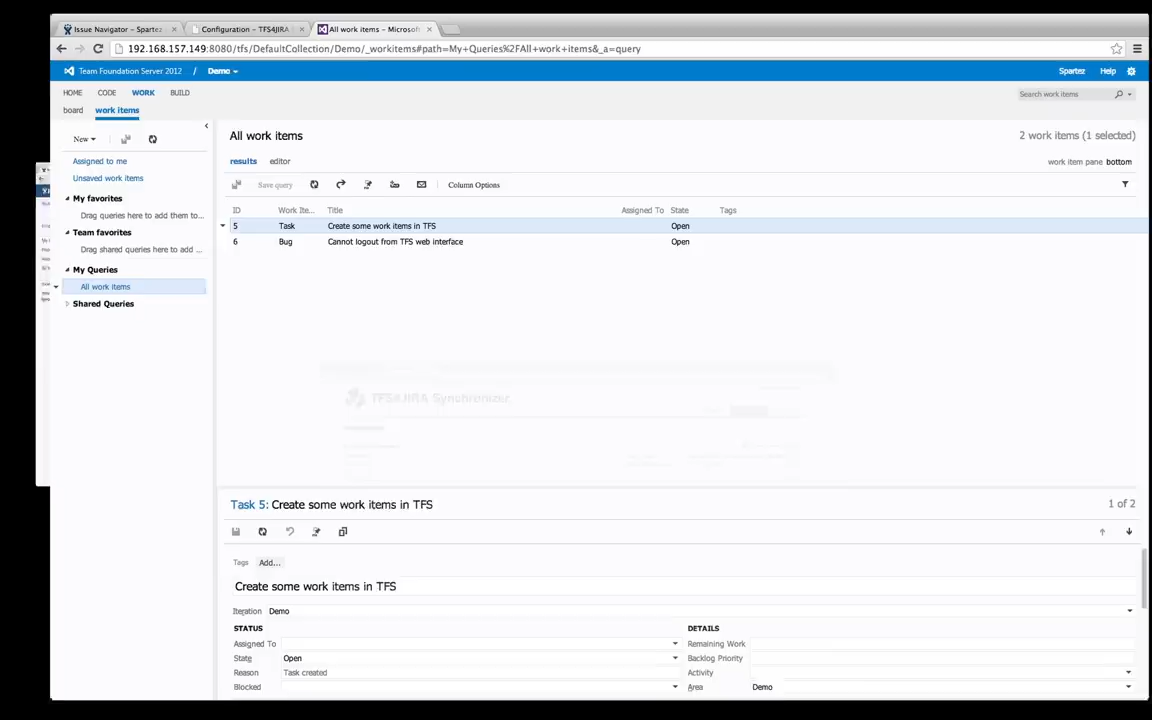 Issue Navigator – Spartez
Configuration – TFS4JIRA
All work items – Microsof
192.168.157.149:8080/tfs/DefaultCollection/Demo/_workitems#path=My+Queries%2FAll+work+items&_a=query
Team Foundation Server 2012 / Demo
Spartez Help
HOME CODE WORK BUILD
Search work items
board work items
New
All work items
2 work items (1 selected)
Assigned to me
results editor
work item pane bottom
Unsaved work items
Save query
Column Options
My favorites
Drag queries here to add them to...
ID Work Ite... Title Assigned To State Tags
5 Task Create some work items in TFS Open
Team favorites
6 Bug Cannot logout from TFS web interface Open
Drag shared queries here to add ...
My Queries
All work items
Shared Queries
TFS4JIRA Synchronizer
Task 5: Create some work items in TFS
1 of 2
Tags Add...
Create some work items in TFS
Iteration Demo
STATUS
DETAILS
Assigned To
Remaining Work
State Open
Backlog Priority
Reason Task created
Activity
Blocked
Area Demo